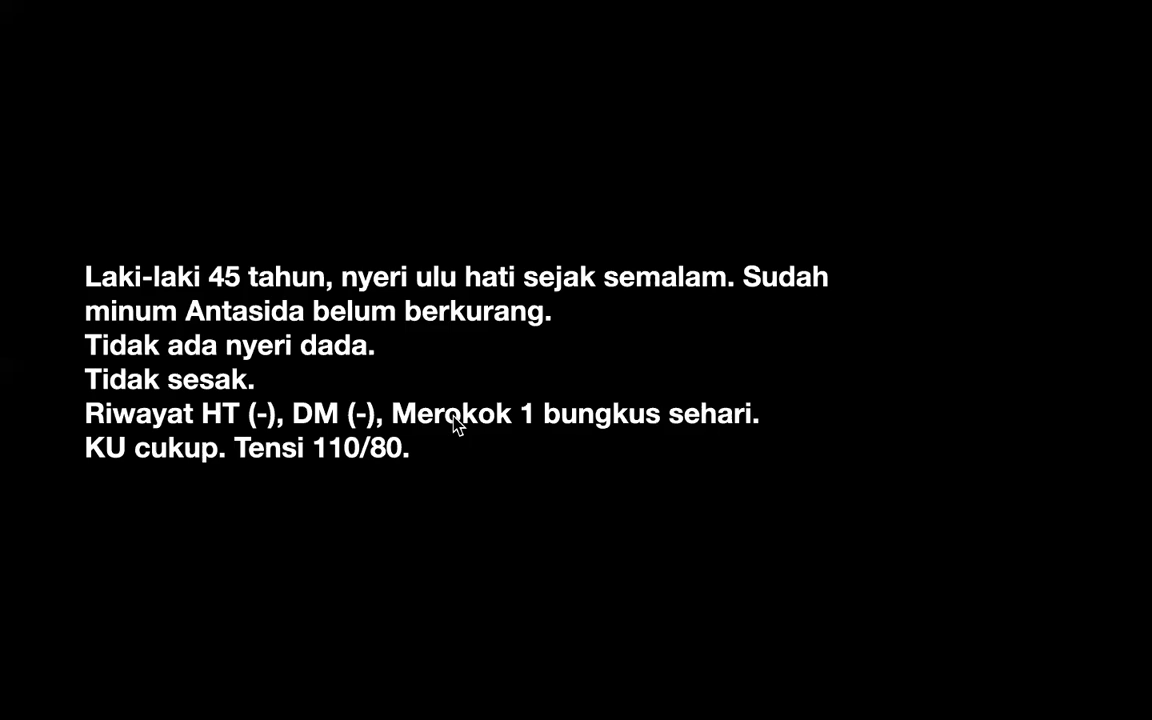 Laki-laki 45 tahun, nyeri ulu hati sejak semalam. Sudah
minum Antasida belum berkurang.
Tidak ada nyeri dada.
Tidak sesak.
Riwayat HT (-), DM (-), Merokok 1 bungkus sehari.
KU cukup. Tensi 110/80.